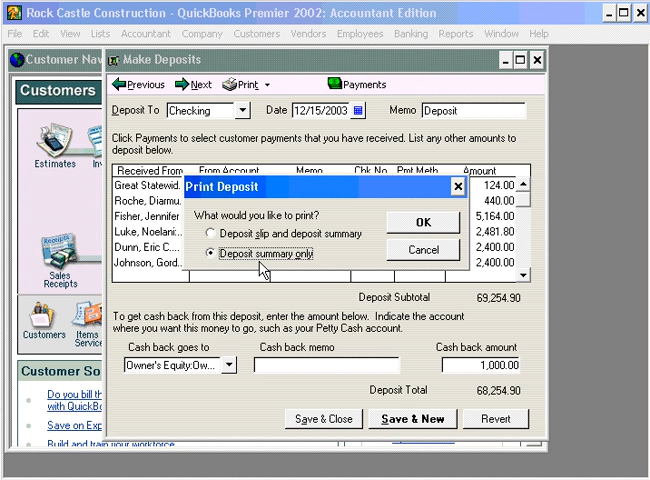 Rock Castle Construction - QuickBooks Premier 2002: Accountant Edition
File Edit View Lists Accountant Company Customers Vendors Employees Banking Reports Window Help
Customer Nav
Make Deposits
Previous Next Print Payments
Customers
Deposit To Checking Date 12/15/2003 Memo Deposit
Click Payments to select customer payments that you have received. List any other amounts to
deposit below.
Received From From Account Memo Chk No. Pmt Meth. Amount
Great Statewid. 124.00
Roche, Diarmu. 440.00
Fisher, Jennifer 5,164.00
Luke, Noelani: 2,481.80
Dunn, Eric C.... 2,400.00
Johnson, Gord.. 2,400.00
Print Deposit
What would you like to print?
Deposit slip and deposit summary
Deposit summary only
OK
Cancel
Estimates
Sales
Receipts
Customers Items
Service
Deposit Subtotal 69,254.90
To get cash back from this deposit, enter the amount below. Indicate the account
where you want this money to go, such as your Petty Cash account.
Cash back goes to Cash back memo Cash back amount
Owner's Equity:Ow... 1,000.00
Deposit Total 68,254.90
Save & Close Save & New Revert
Customer So
Do you bill th
with QuickBo
Save on Exp
Build and train your workforce